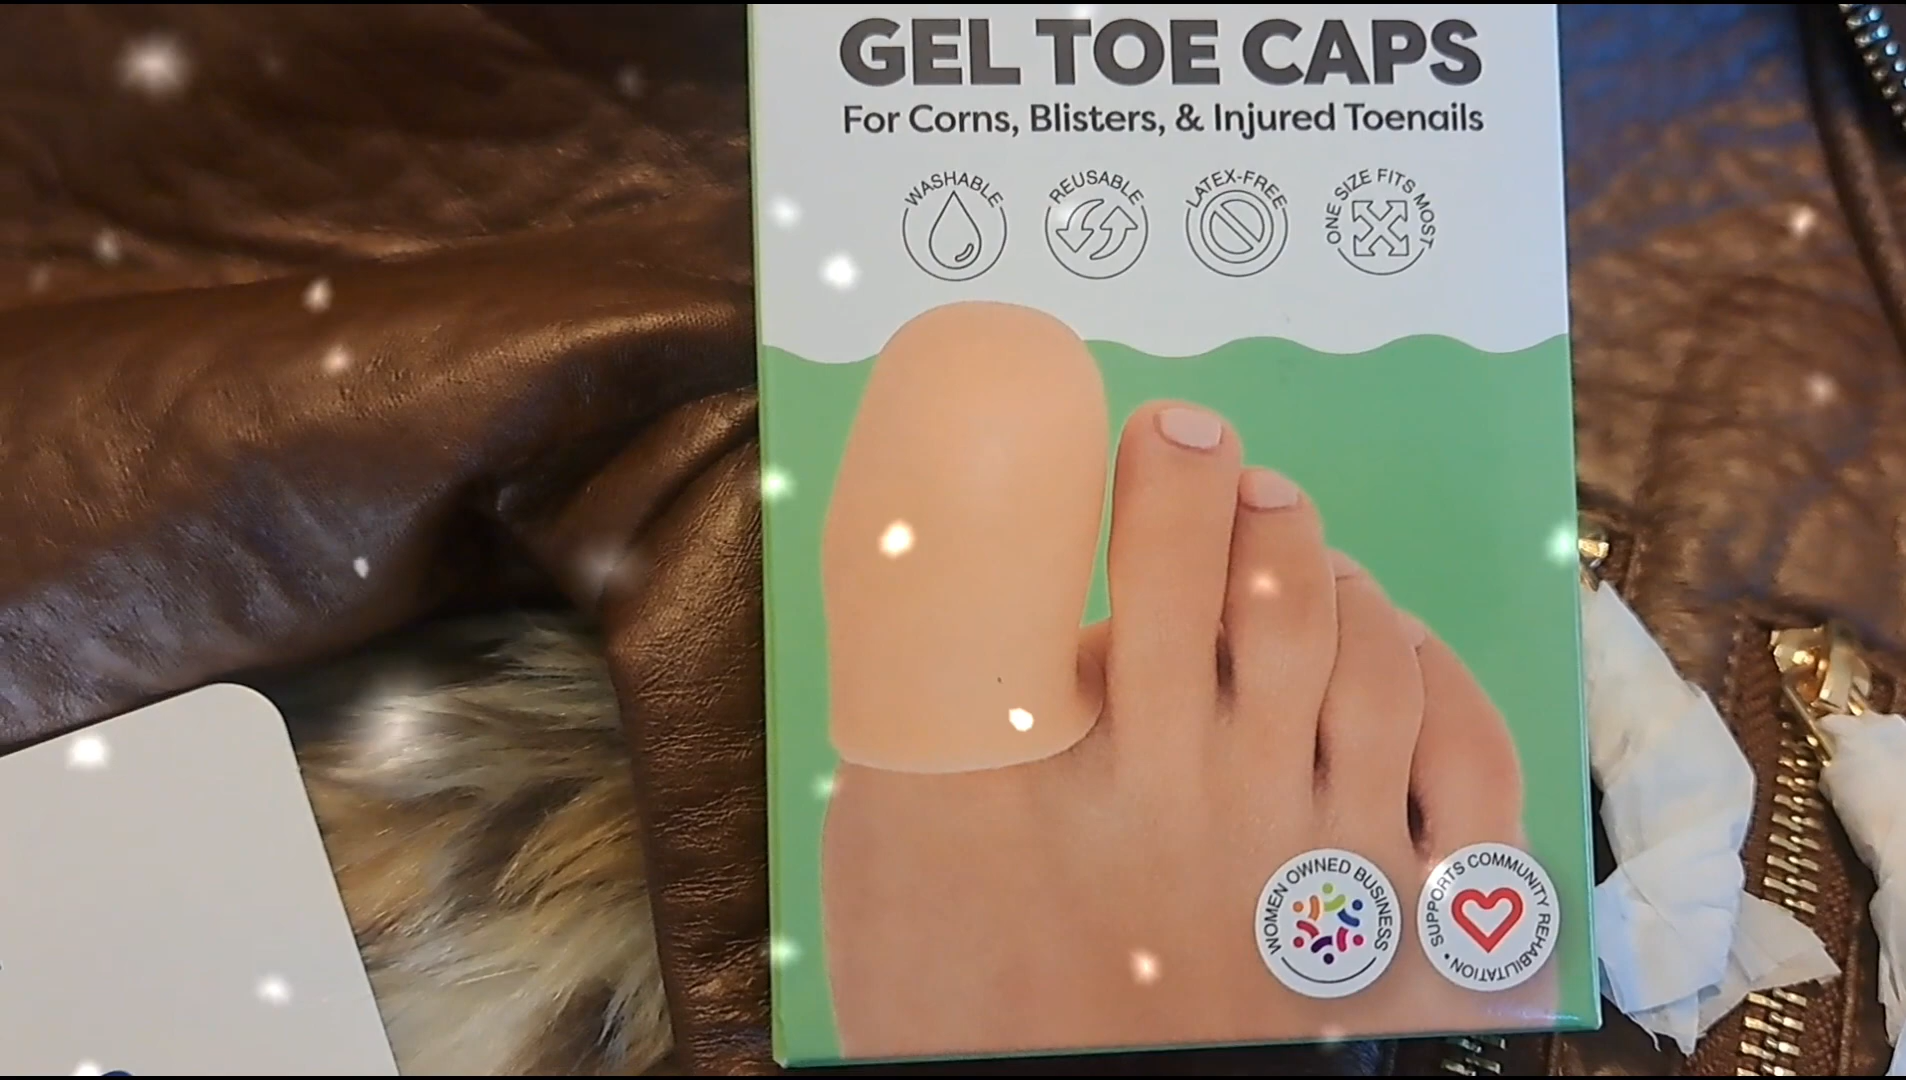 GEL TOE CAPS
For Corns, Blisters, & Injured Toenails
WASHABLE
REUSABLE
LATEX-FREE
ONE SIZE FITS MOST
WOMEN OWNED BUSINESS
SUPPORTS COMMUNITY REHABILITATION •